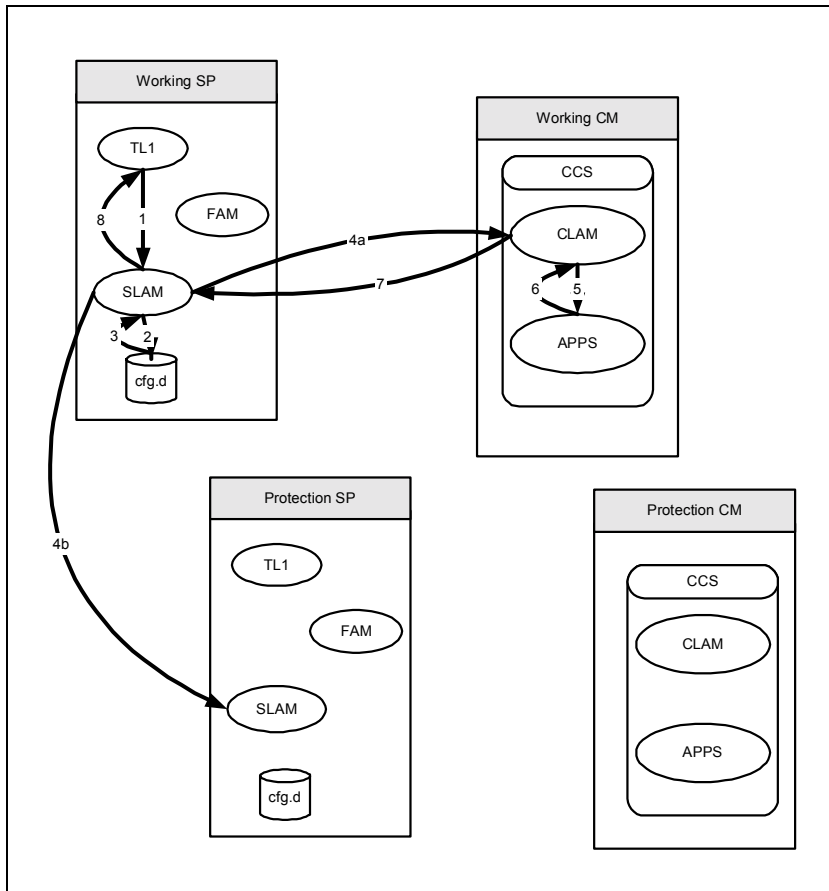 Working SP
TL1
FAM
8
1
SLAM
3
2
cfg.d
Working CM
CCS
CLAM
6
5
APPS
4a
7
4b
Protection SP
TL1
FAM
SLAM
cfg.d
Protection CM
CCS
CLAM
APPS